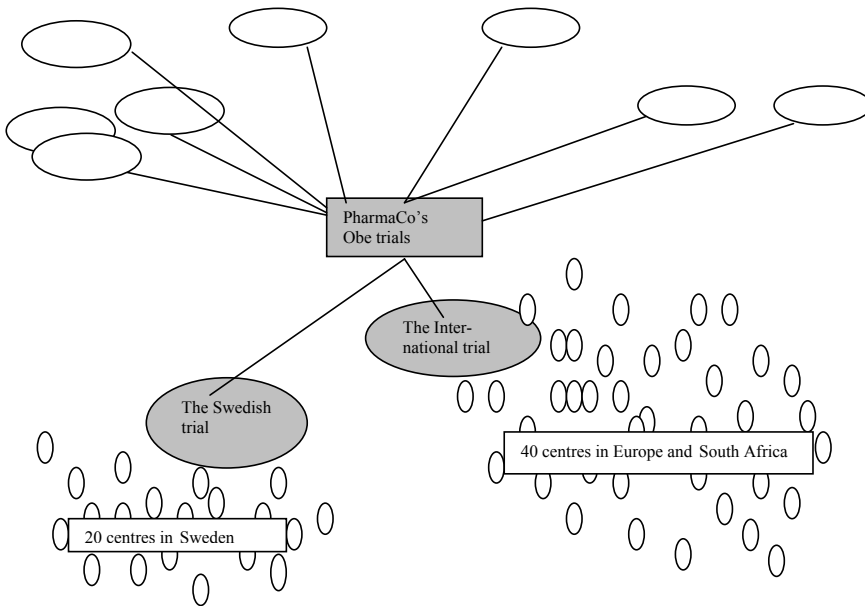 PharmaCo's
Obe trials
The Inter-
national trial
The Swedish
trial
40 centres in Europe and South Africa
20 centres in Sweden